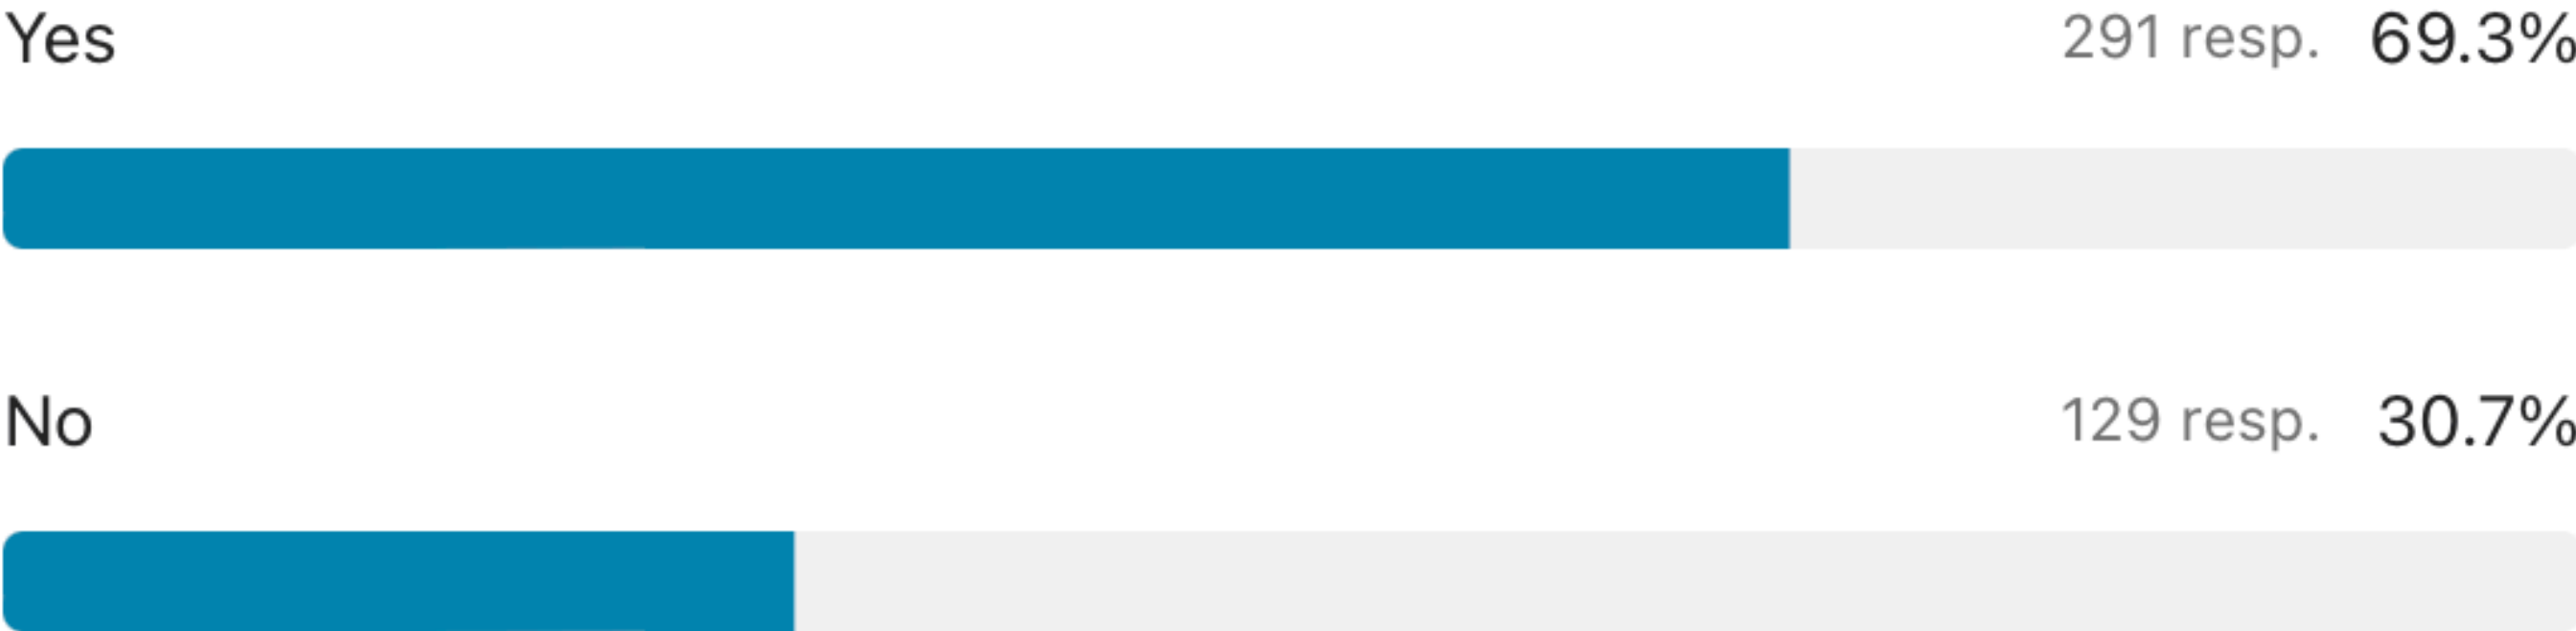 Yes 291 resp. 69.3%
No 129 resp. 30.7%